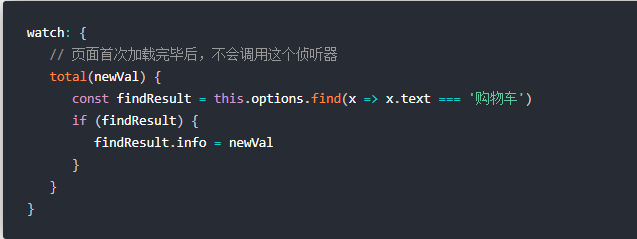 watch: {
// 页面首次加载完毕后，不会调用这个侦听器
total(newVal) {
const findResult = this.options.find(x => x.text === '购物车')
if (findResult) {
findResult.info = newVal
}
}
}